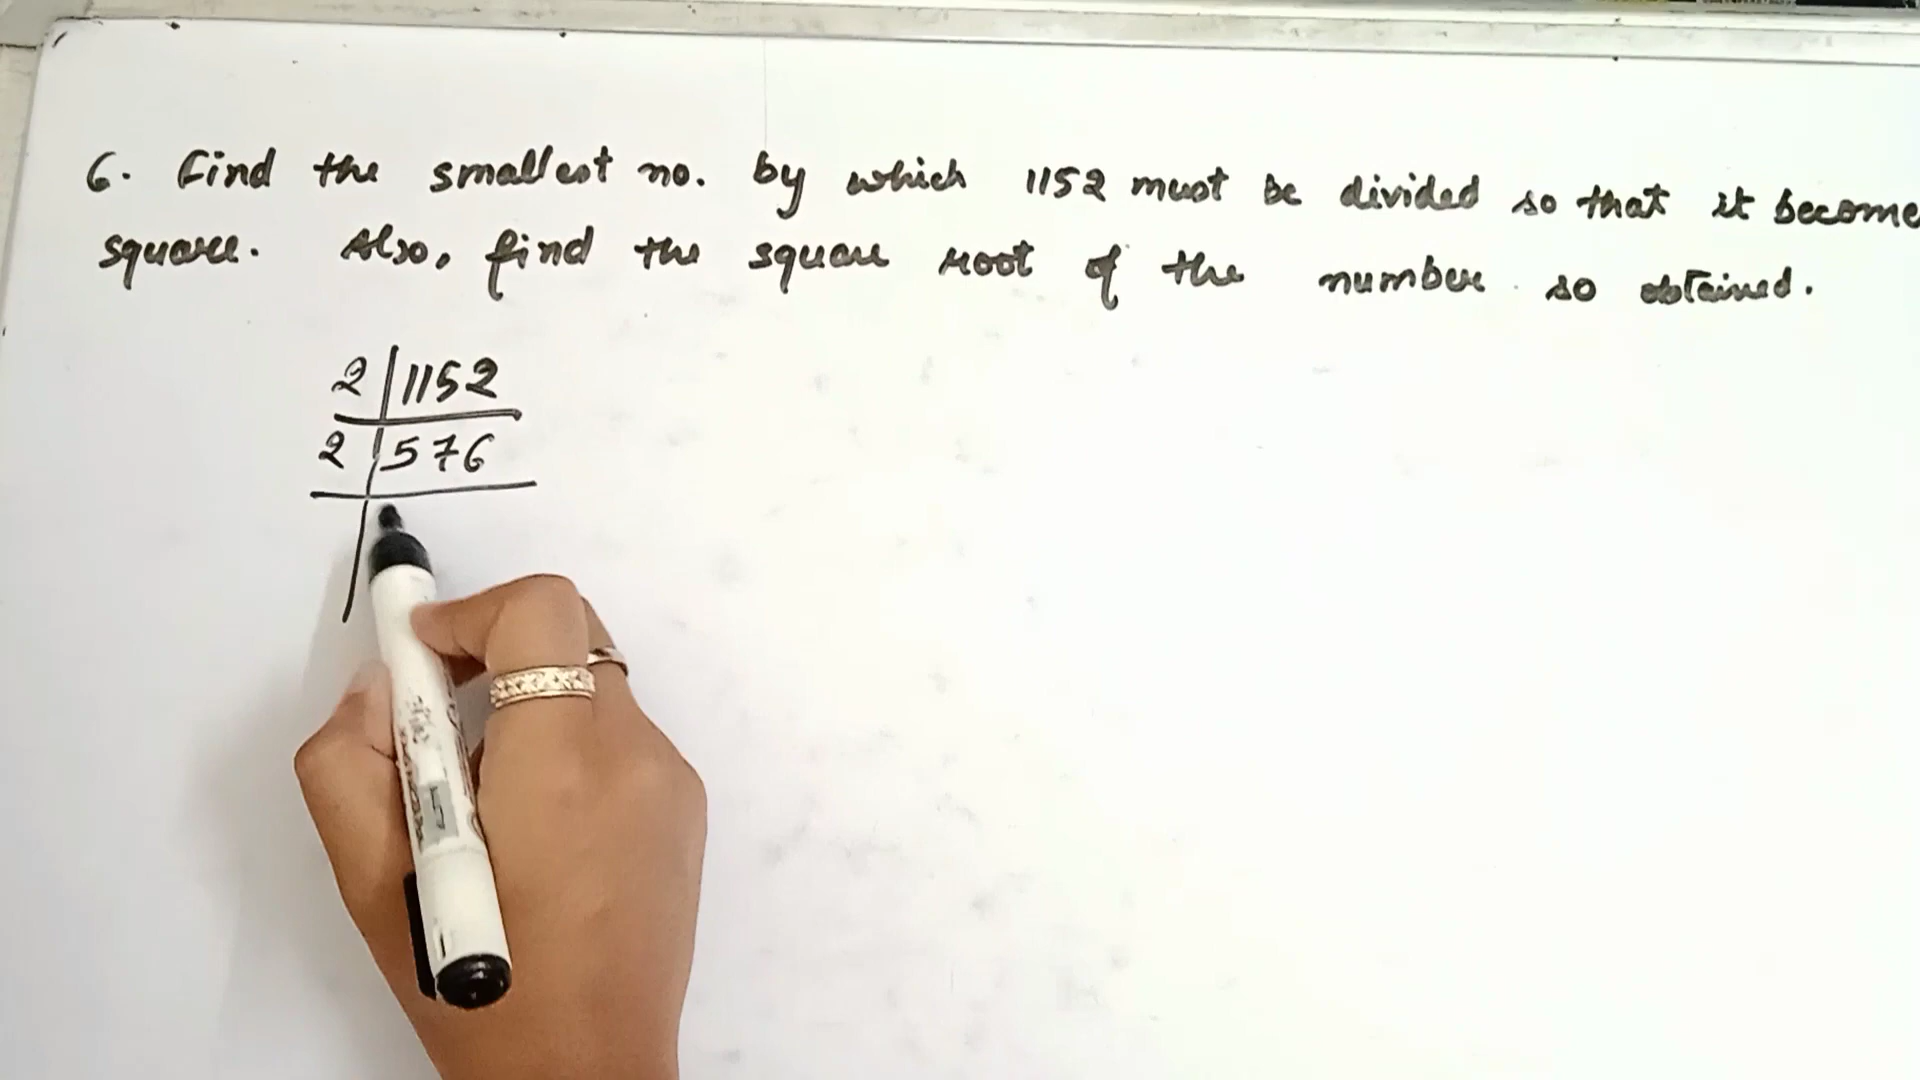 6. Find the smallest no. by which 1152 must be divided so that it become
square. Also, find the square root of the number so obtained.
2 1152
2 576